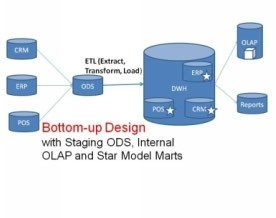 CRM
ERP
POS
ETL (Extract,
Transform, Load)
ODS
ERP
DWH
POS
CRM
OLAP
Reports
Bottom-up Design
with Staging ODS, Internal
OLAP and Star Model Marts